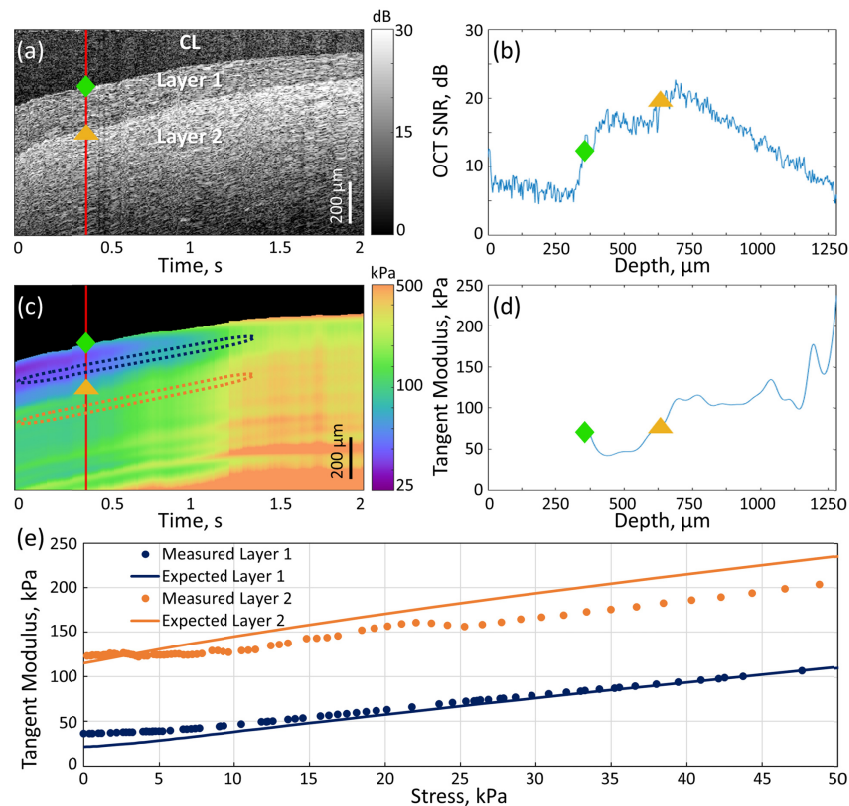 (a)
CL
Layer 1
Layer 2
200 µm
0
0.5
1
1.5
2
Time, s
dB
30
15
0
(b)
OCT SNR, dB
30
20
10
0
0
250
500
750
1000
1250
Depth, µm
(c)
200 µm
0
0.5
1
1.5
2
Time, s
kPa
500
100
25
(d)
Tangent Modulus, kPa
250
200
150
100
50
0
0
250
500
750
1000
1250
Depth, µm
(e)
Tangent Modulus, kPa
250
200
150
100
50
0
Measured Layer 1
Expected Layer 1
Measured Layer 2
Expected Layer 2
0
5
10
15
20
25
30
35
40
45
50
Stress, kPa